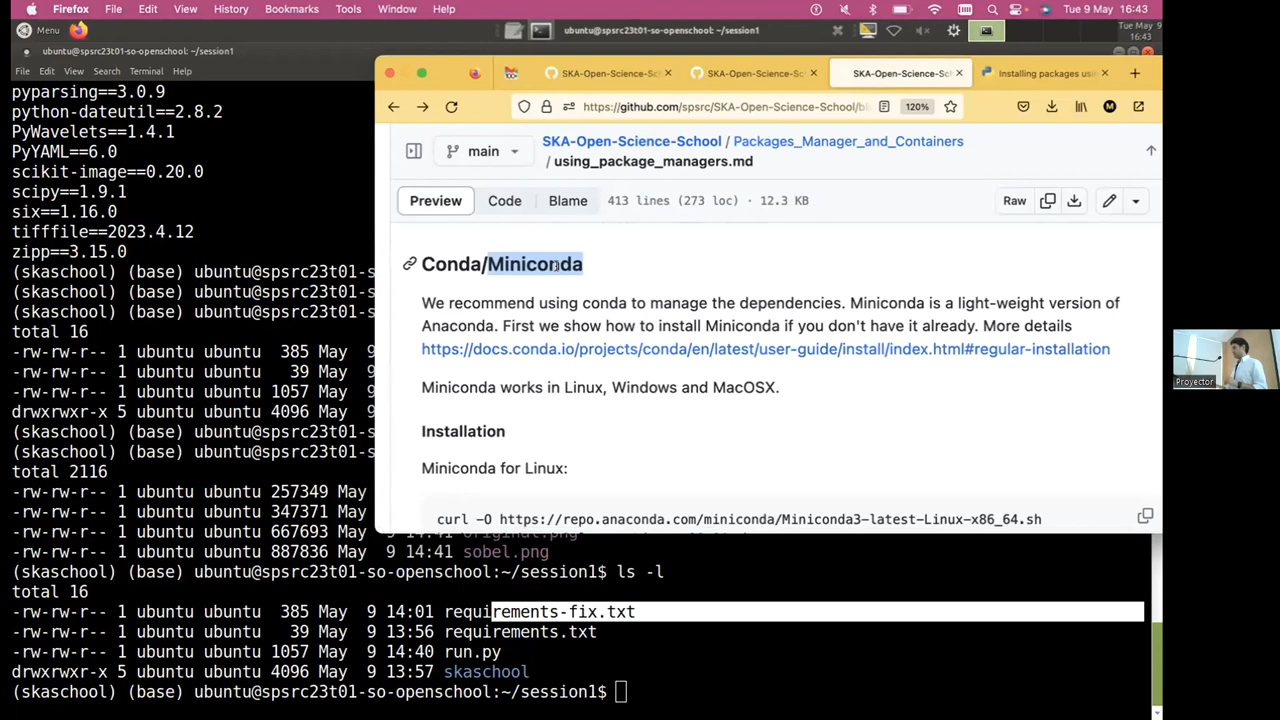 Firefox File Edit View History Bookmarks Tools Window Help Tue 9 May 16:43
Menu ubuntu@spsrc23t01-so-openschool: ~/session1 Tue May 9
16:43
ubuntu@spsrc23t01-so-openschool: ~/session1
File Edit View Search Terminal Help
SKA-Open-Science-Sch SKA-Open-Science-Sc SKA-Open-Science-Sch Installing packages usi
https://github.com/spsrc/SKA-Open-Science-School/bl 120%
pyparsing==3.0.9
python-dateutil==2.8.2
PyWavelets==1.4.1
PyYAML==6.0
scikit-image==0.20.0
scipy==1.9.1
six==1.16.0
tifffile==2023.4.12
zipp==3.15.0
(skaschool) (base) ubuntu@spsrc23t01-s
(skaschool) (base) ubuntu@spsrc23t01-s
(skaschool) (base) ubuntu@spsrc23t01-s
total 16
-rw-rw-r-- 1 ubuntu ubuntu 385 May 9
-rw-rw-r-- 1 ubuntu ubuntu 39 May 9
-rw-rw-r-- 1 ubuntu ubuntu 1057 May 9
drwxrwxr-x 5 ubuntu ubuntu 4096 May 9
(skaschool) (base) ubuntu@spsrc23t01-s
(skaschool) (base) ubuntu@spsrc23t01-s
total 2116
-rw-rw-r-- 1 ubuntu ubuntu 257349 May
-rw-rw-r-- 1 ubuntu ubuntu 347371 May
-rw-rw-r-- 1 ubuntu ubuntu 667693 May
-rw-rw-r-- 1 ubuntu ubuntu 887836 May 9 14:41 sobel.png
(skaschool) (base) ubuntu@spsrc23t01-so-openschool:~/session1$ ls -l
total 16
-rw-rw-r-- 1 ubuntu ubuntu 385 May 9 14:01 requirements-fix.txt
-rw-rw-r-- 1 ubuntu ubuntu 39 May 9 13:56 requirements.txt
-rw-rw-r-- 1 ubuntu ubuntu 1057 May 9 14:40 run.py
drwxrwxr-x 5 ubuntu ubuntu 4096 May 9 13:57 skaschool
(skaschool) (base) ubuntu@spsrc23t01-so-openschool:~/session1$
main
SKA-Open-Science-School / Packages_Manager_and_Containers
/ using_package_managers.md
Preview Code Blame 413 lines (273 loc) · 12.3 KB Raw
Conda/Miniconda
We recommend using conda to manage the dependencies. Miniconda is a light-weight version of
Anaconda. First we show how to install Miniconda if you don't have it already. More details
https://docs.conda.io/projects/conda/en/latest/user-guide/install/index.html#regular-installation
Miniconda works in Linux, Windows and MacOSX.
Installation
Miniconda for Linux:
curl -O https://repo.anaconda.com/miniconda/Miniconda3-latest-Linux-x86_64.sh
Proyector